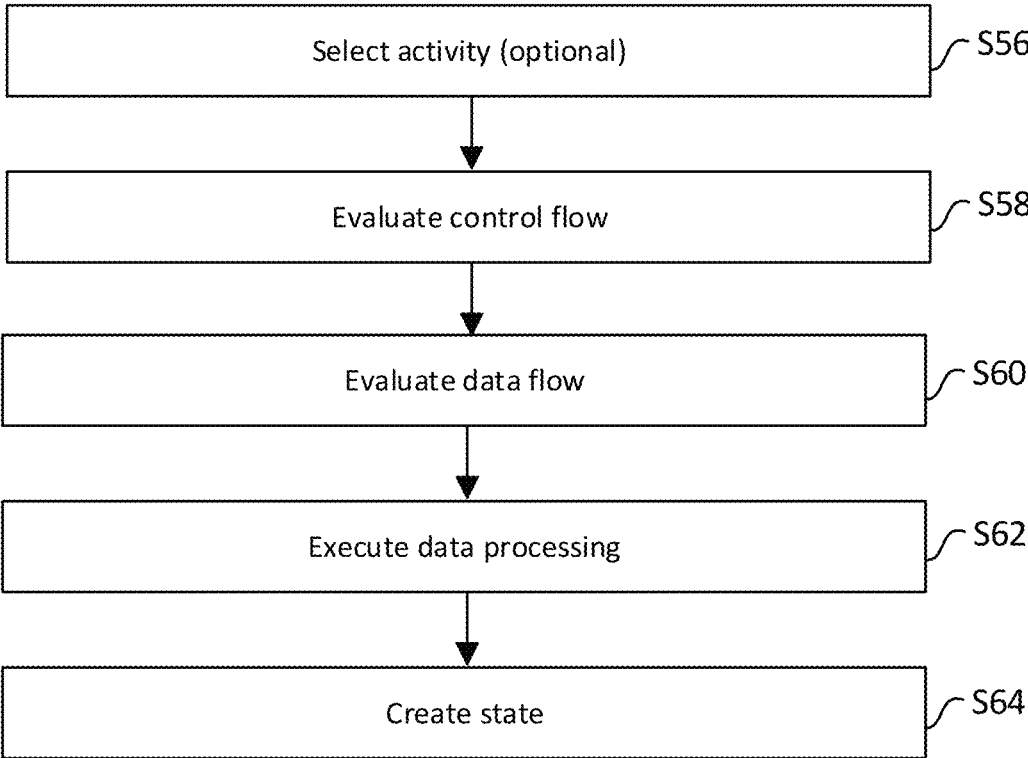 Select activity (optional)
S56
Evaluate control flow
S58
Evaluate data flow
S60
Execute data processing
S62
Create state
S64